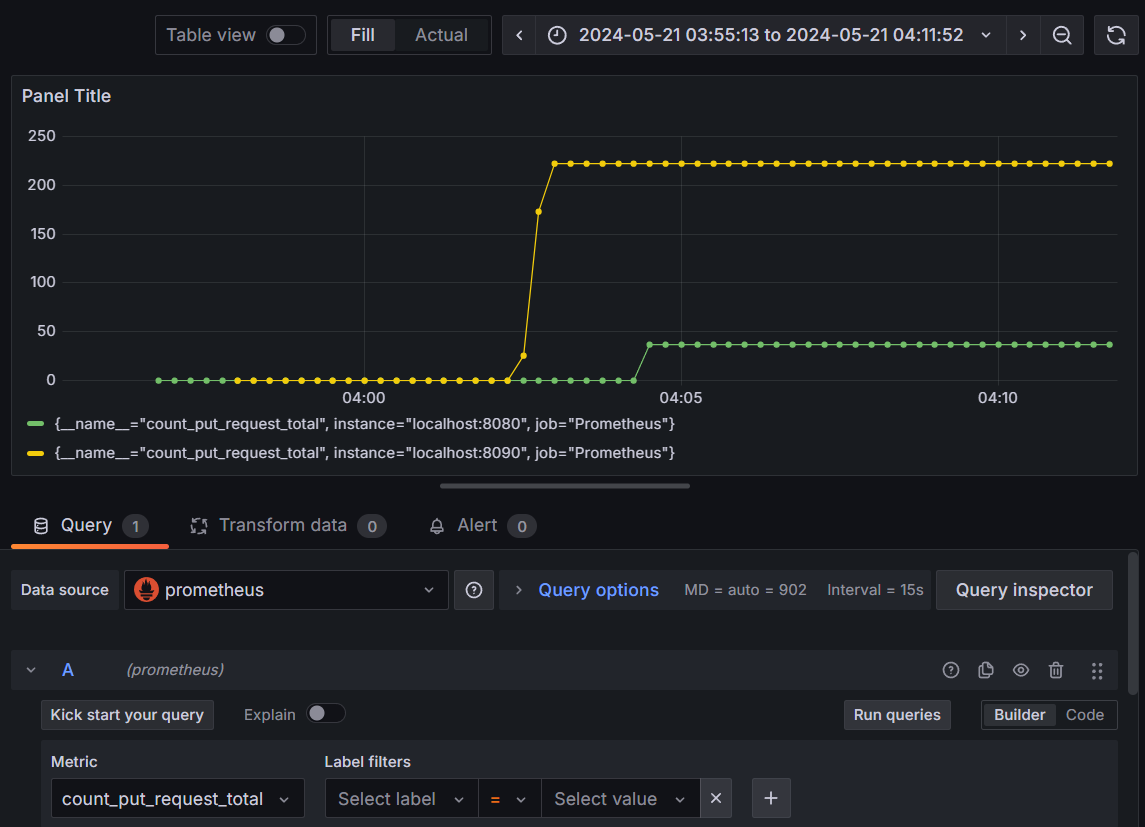 Table view Fill Actual 2024-05-21 03:55:13 to 2024-05-21 04:11:52
Panel Title
250
200
150
100
50
0
04:00 04:05 04:10
{__name__="count_put_request_total", instance="localhost:8080", job="Prometheus"}
{__name__="count_put_request_total", instance="localhost:8090", job="Prometheus"}
Query 1 Transform data 0 Alert 0
Data source prometheus Query options MD = auto = 902 Interval = 15s Query inspector
A (prometheus)
Kick start your query Explain Run queries Builder Code
Metric Label filters
count_put_request_total Select label = Select value